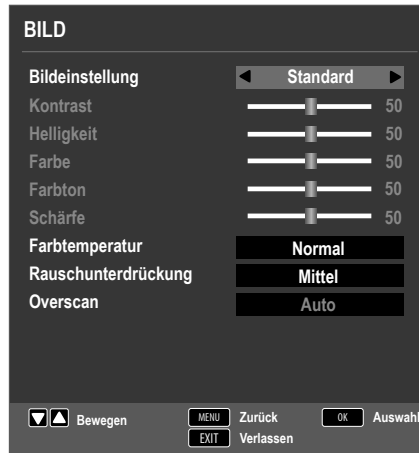 BILD
Bildeinstellung Standard
Kontrast 50
Helligkeit 50
Farbe 50
Farbton 50
Schärfe 50
Farbtemperatur Normal
Rauschunterdrückung Mittel
Overscan Auto
Bewegen MENU Zurück OK Auswahl
EXIT Verlassen